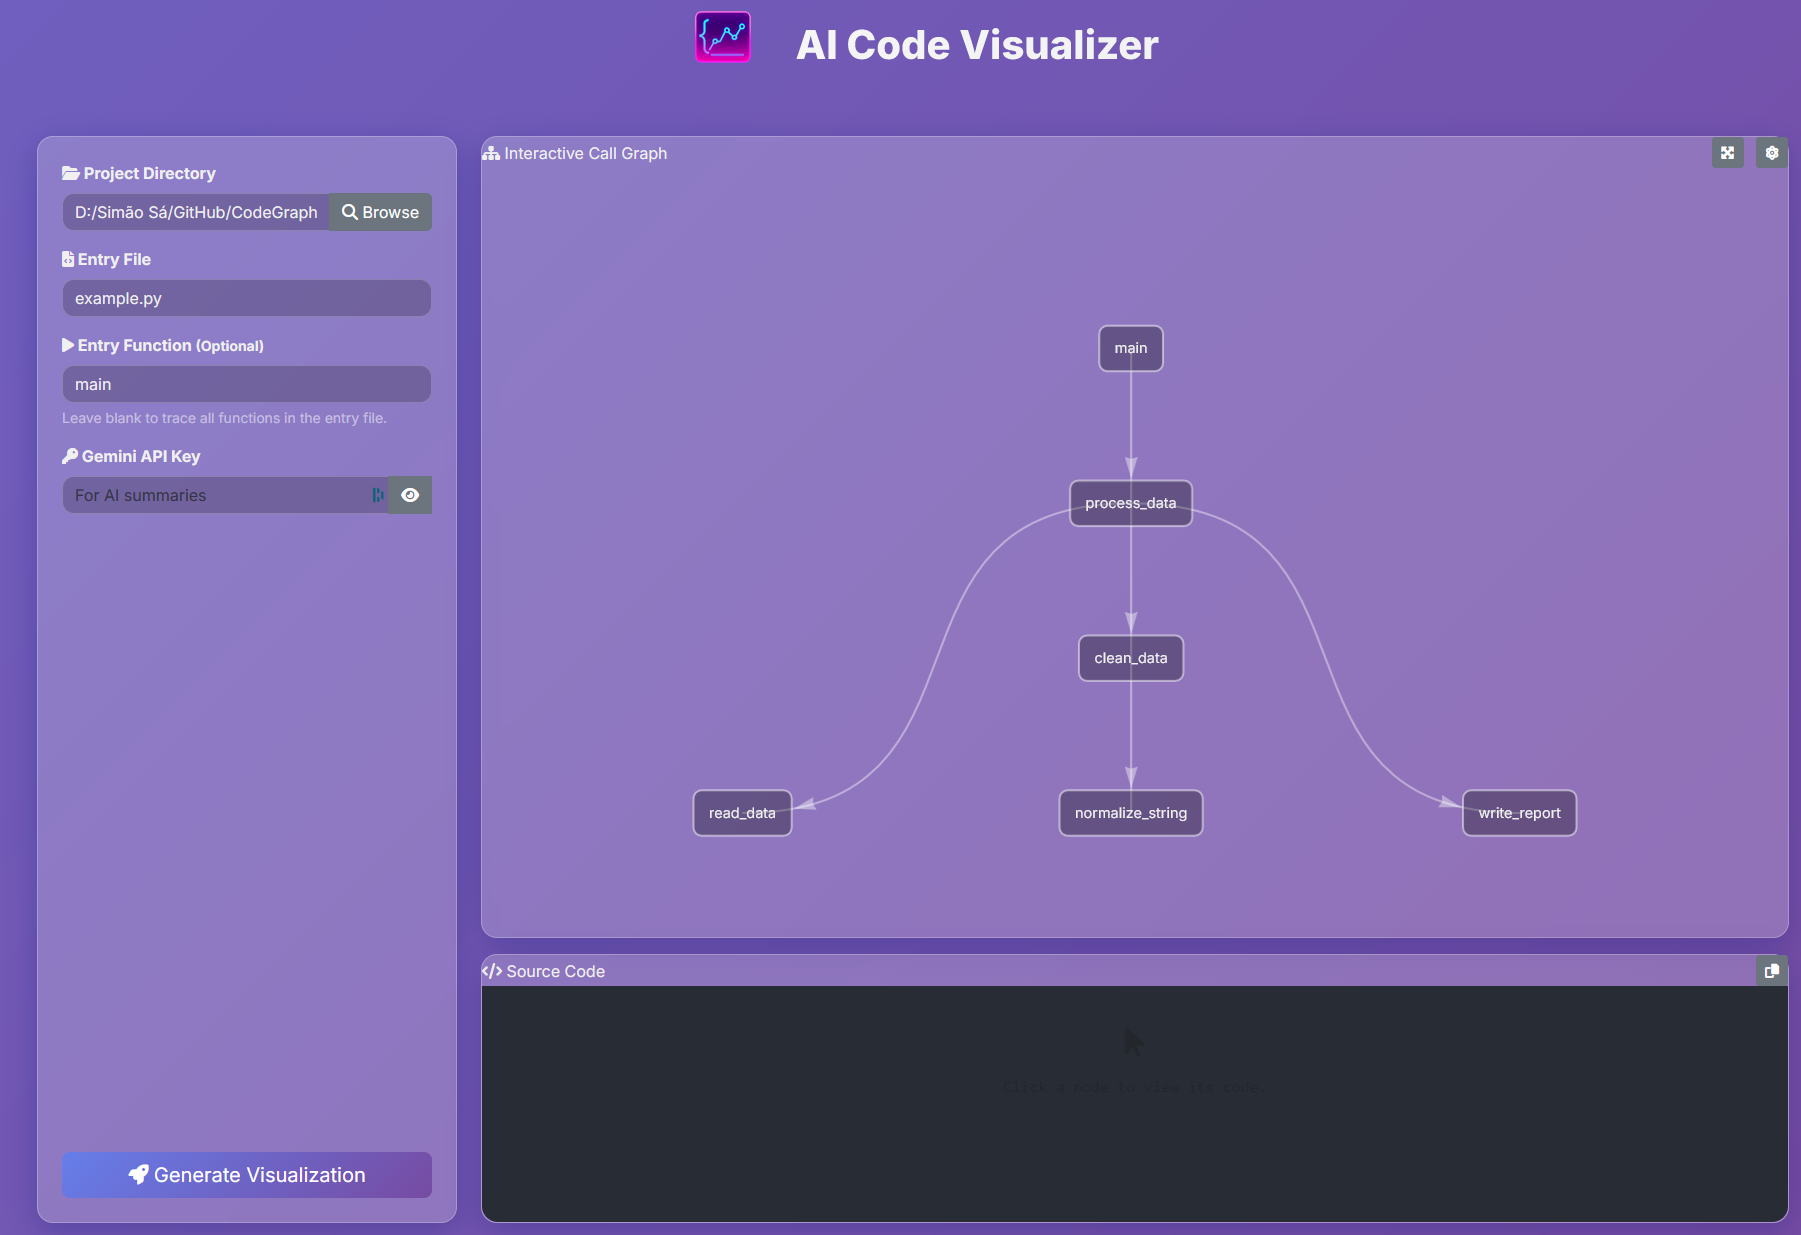 AI Code Visualizer
Project Directory
D:/Simão Sá/GitHub/CodeGraph
Browse
Entry File
example.py
Entry Function (Optional)
main
Leave blank to trace all functions in the entry file.
Gemini API Key
For AI summaries
Generate Visualization
Interactive Call Graph
main
process_data
clean_data
read_data
normalize_string
write_report
Source Code
Click a node to view its code.